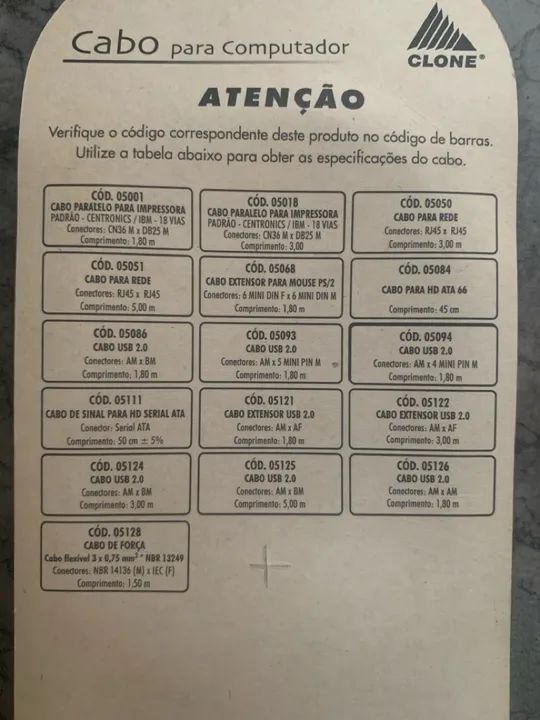 Cabo para Computador
CLONE®
ATENÇÃO
Verifique o código correspondente deste produto no código de barras.
Utilize a tabela abaixo para obter as especificações do cabo.
CÓD. 05001
CABO PARALELO PARA IMPRESSORA
PADRÃO - CENTRONICS / IBM - 18 VIAS
Conectores: CN36 M x DB25 M
Comprimento: 1,80 m
CÓD. 05018
CABO PARALELO PARA IMPRESSORA
PADRÃO - CENTRONICS / IBM - 18 VIAS
Conectores: CN36 M x DB25 M
Comprimento: 3,00
CÓD. 05050
CABO PARA REDE
Conectores: RJ45 x RJ45
Comprimento: 3,00 m
CÓD. 05051
CABO PARA REDE
Conectores: RJ45 x RJ45
Comprimento: 5,00 m
CÓD. 05068
CABO EXTENSOR PARA MOUSE PS/2
Conectores: 6 MINI DIN F x 6 MINI DIN M
Comprimento: 1,80 m
CÓD. 05084
CABO PARA HD ATA 66
Comprimento: 45 cm
CÓD. 05086
CABO USB 2.0
Conectores: AM x BM
Comprimento: 1,80 m
CÓD. 05093
CABO USB 2.0
Conectores: AM x 5 MINI PIN M
Comprimento: 1,80 m
CÓD. 05094
CABO USB 2.0
Conectores: AM x 4 MINI PIN M
Comprimento: 1,80 m
CÓD. 05111
CABO DE SINAL PARA HD SERIAL ATA
Conector: Serial ATA
Comprimento: 50 cm ± 5%
CÓD. 05121
CABO EXTENSOR USB 2.0
Conectores: AM x AF
Comprimento: 1,80 m
CÓD. 05122
CABO EXTENSOR USB 2.0
Conectores: AM x AF
Comprimento: 3,00 m
CÓD. 05124
CABO USB 2.0
Conectores: AM x BM
Comprimento: 3,00 m
CÓD. 05125
CABO USB 2.0
Conectores: AM x BM
Comprimento: 5,00 m
CÓD. 05126
CABO USB 2.0
Conectores: AM x AM
Comprimento: 1,80 m
CÓD. 05128
CABO DE FORÇA
Cabo flexível 3 x 0,75 mm² * NBR 13249
Conectores: NBR 14136 (M) x IEC (F)
Comprimento: 1,50 m